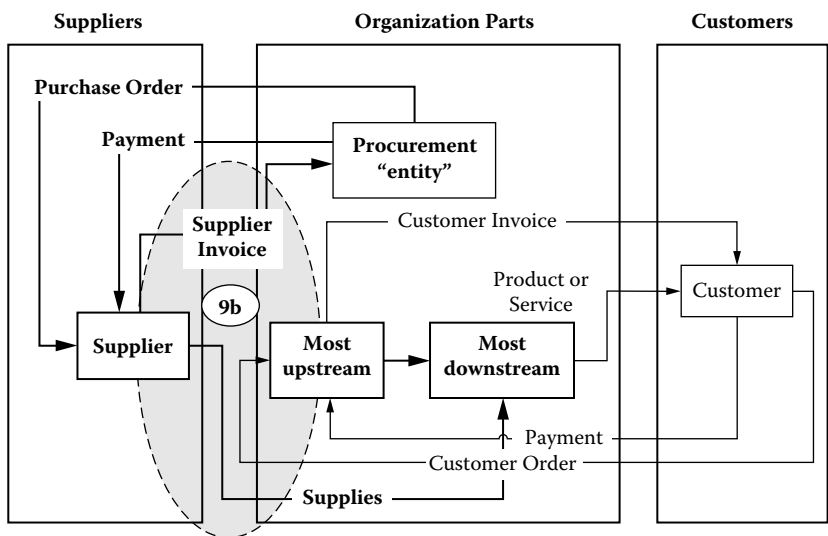 Suppliers
Organization Parts
Customers
Purchase Order
Payment
Procurement
“entity”
Supplier
Invoice
Customer Invoice
Product or
Service
Customer
9b
Supplier
Most
upstream
Most
downstream
Payment
Customer Order
Supplies